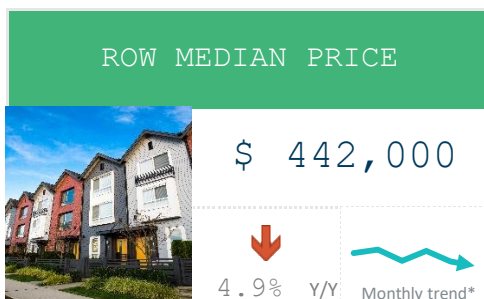 ROW MEDIAN PRICE
$ 442,000
4.9% Y/Y
Monthly trend*